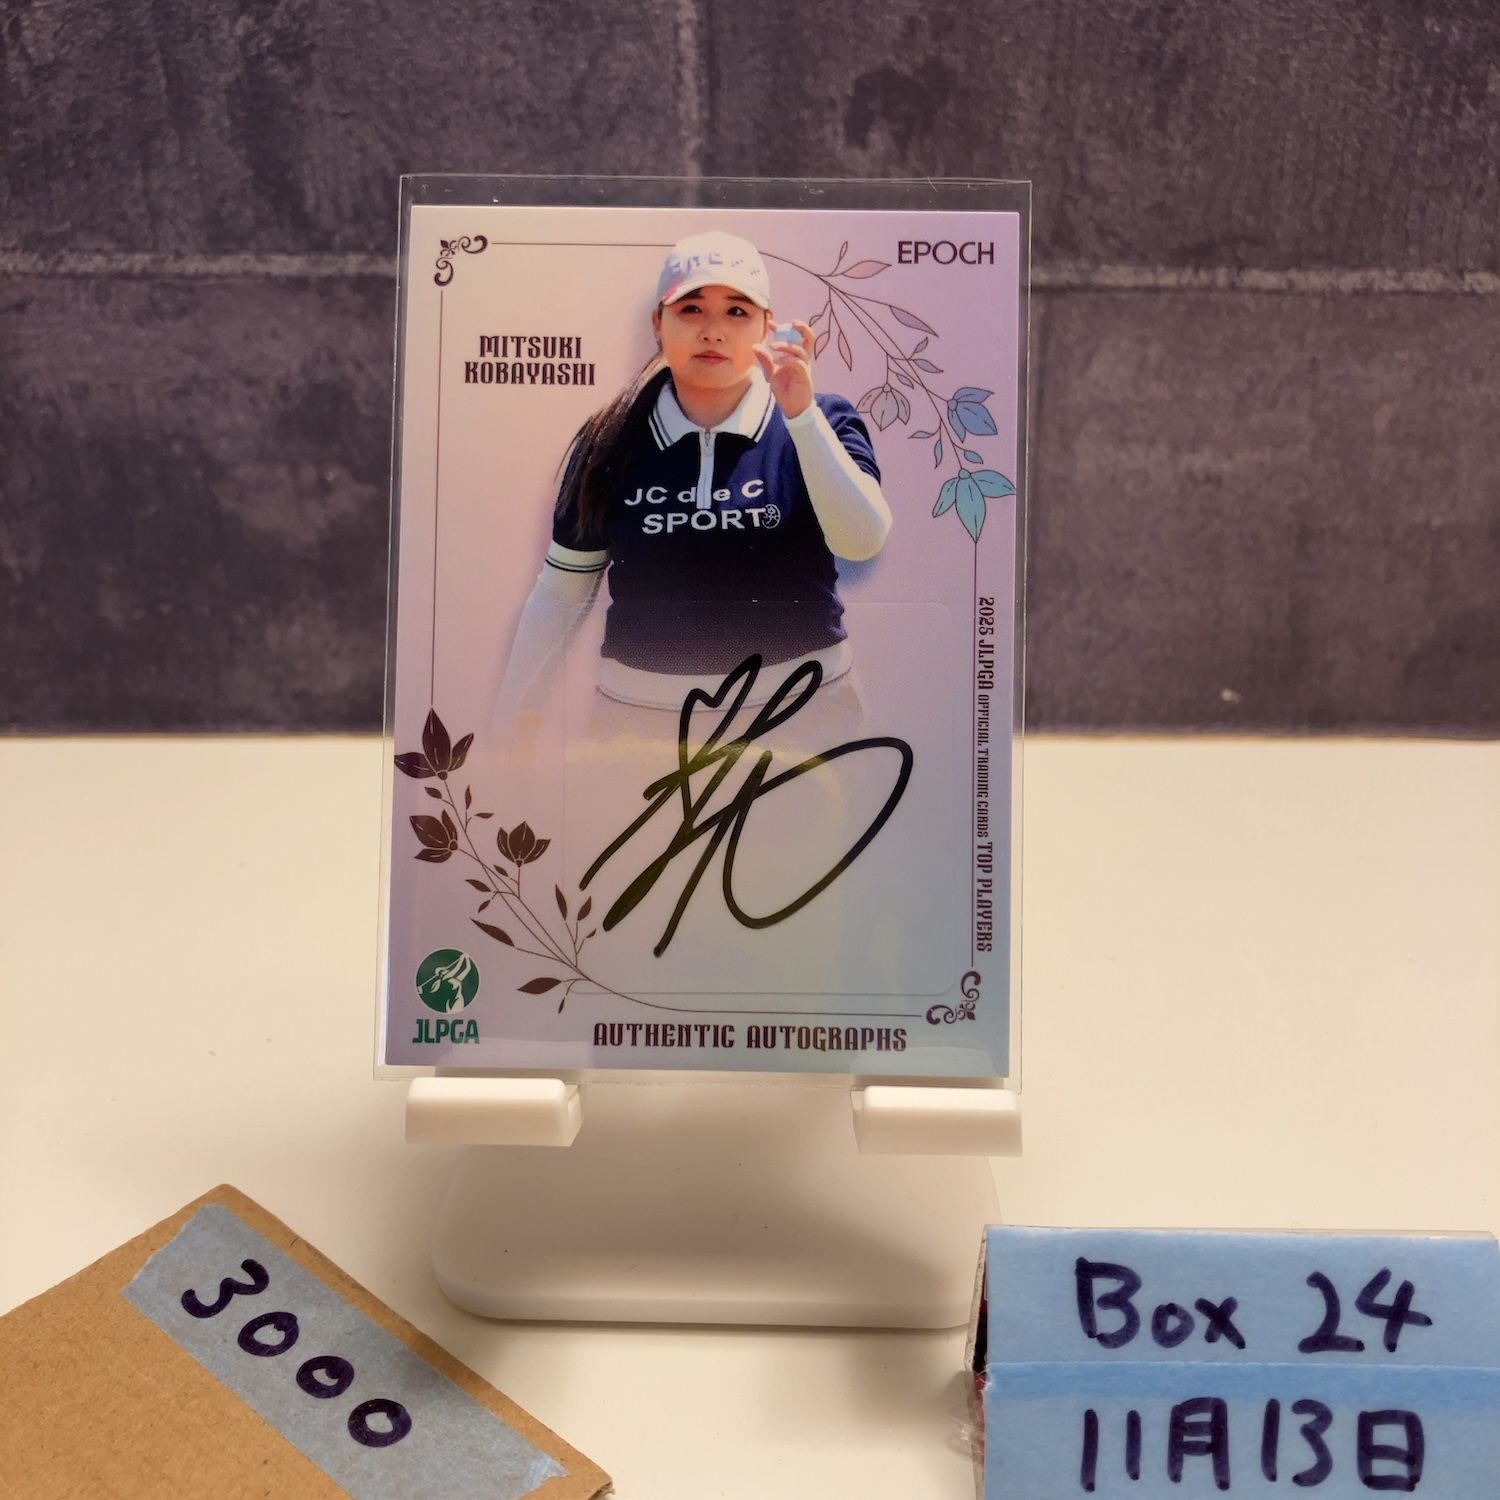 EPOCH
MITSUKI
KOBAYASHI
JC de C
SPORT
2025 JLPGA OFFICIAL TRADING CARDS TOP PLAYERS
JLPGA
AUTHENTIC AUTOGRAPHS
3000
Box 24
11月13日